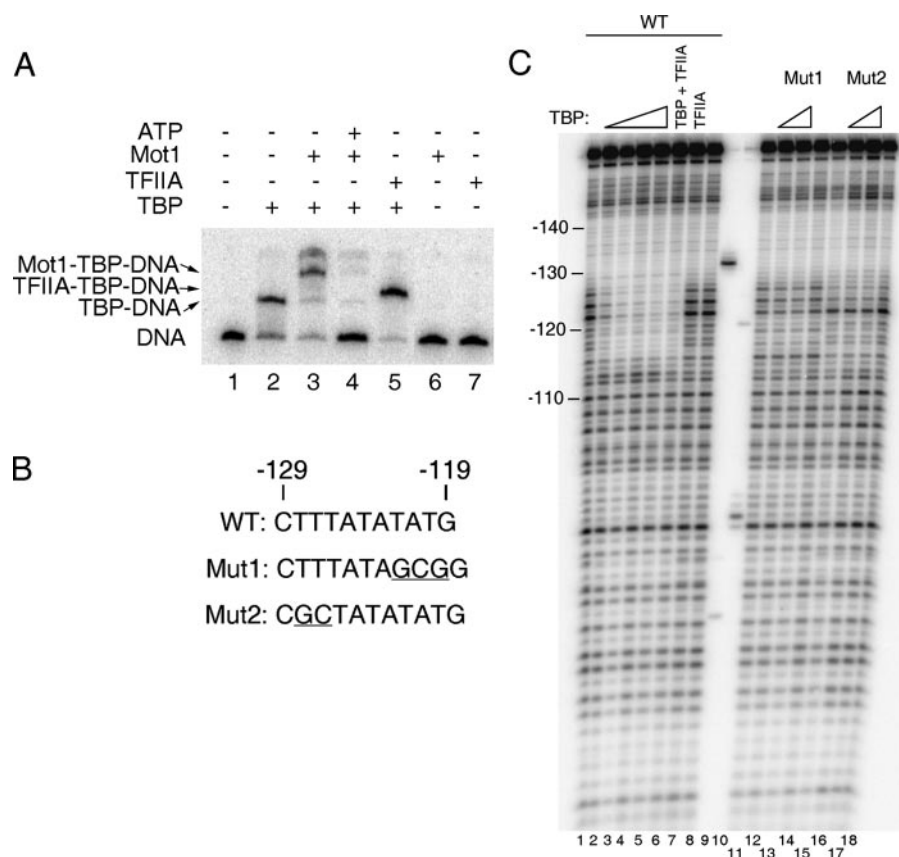 A
ATP - - - + - - -
Mot1 - - + + - + -
TFIIA - - - - + - +
TBP - + + + + - -
Mot1-TBP-DNA
TFIIA-TBP-DNA
TBP-DNA
DNA
1 2 3 4 5 6 7
B
-129 -119
WT: CTTTATATATG
Mut1: CTTTATAGCGG
Mut2: CGCTATATATG
C
WT
TBP + TFIIA
TFIIA
Mut1 Mut2
TBP:
-140
-130
-120
-110
1 2 3 4 5 6 7 8 9 10 12 14 16 18
11 13 15 17